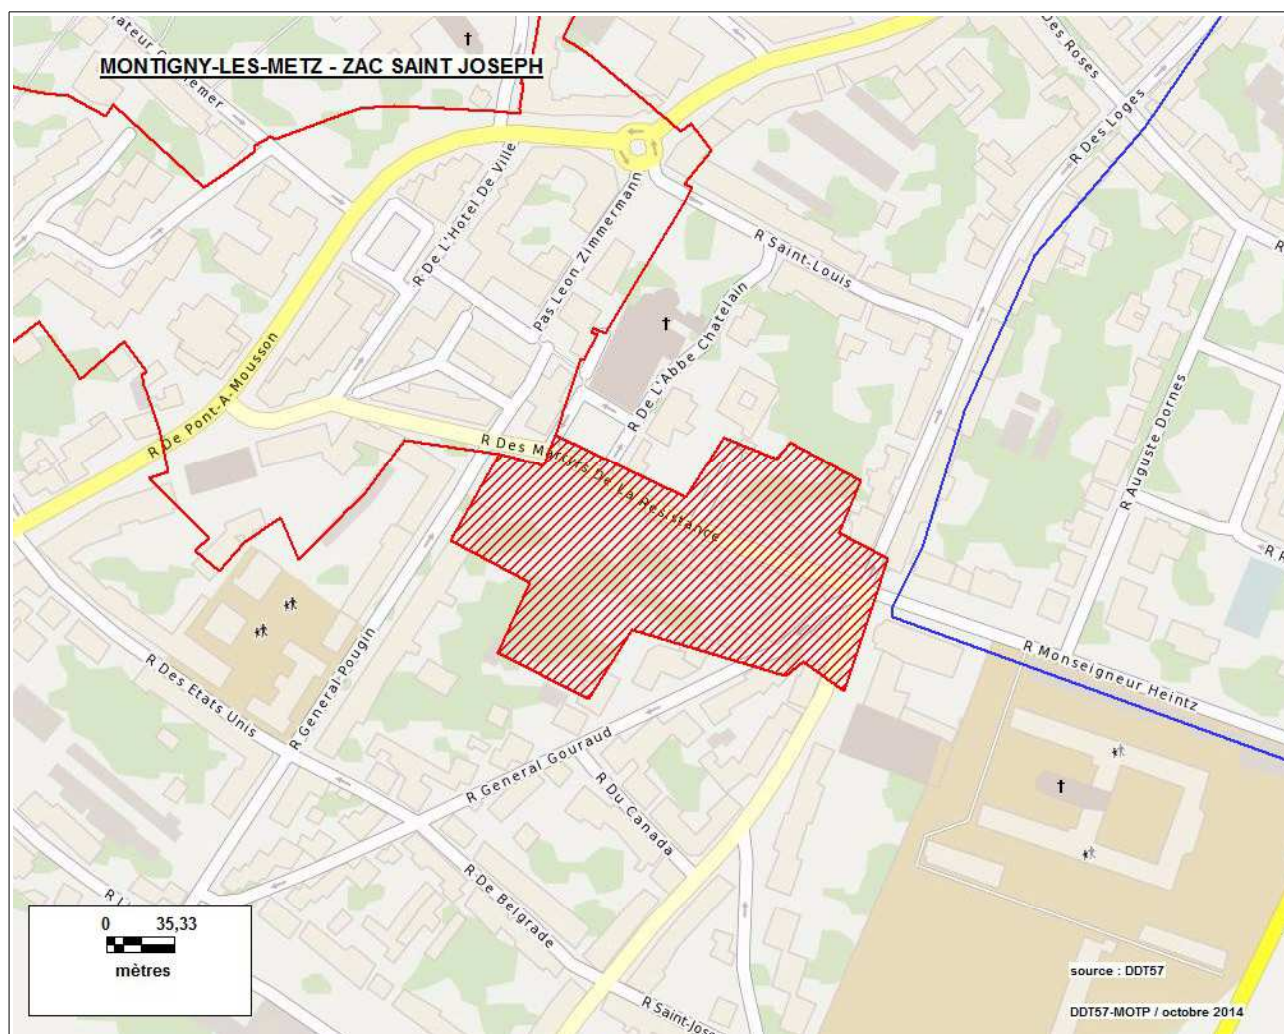 MONTIGNY-LES-METZ - ZAC SAINT JOSEPH
R Des Roses
R Des Loges
R De L'Hotel De Ville
Pas Leon Zimmermann
R Saint-Louis
R De L'Abbe Chatelain
R De Pont-A-Mousson
R Des Martyrs De La Resistance
R Auguste Dornes
R Monseigneur Heintz
R Des Etats Unis
R General Pougin
R General Gouraud
R Du Canada
R De Belgrade
R Saint-Jos
0 35,33
mètres
source : DDT57
DDT57-MOTP / octobre 2014